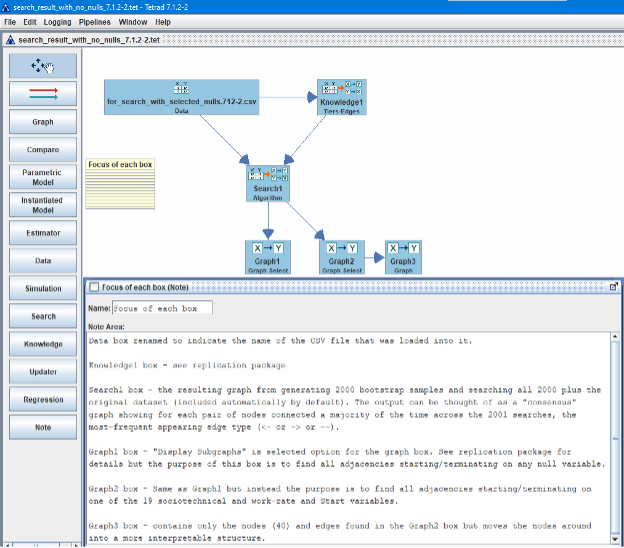 search_result_with_no_nulls_7.1.2-2.tet - Tetrad 7.1.2-2
File Edit Logging Pipelines Window Help
search_result_with_no_nulls_7.1.2-2.tet
Graph
Compare
Parametric
Model
Instantiated
Model
Estimator
Data
Simulation
Search
Knowledge
Updater
Regression
Note
X Y
for_search_with_selected_nulls.712-2.csv
Data
Knowledge1
Tiers-Edges
Focus of each box
Search1
Algorithm
X Y
Graph1
Graph Select
X Y
Graph2
Graph Select
X Y
Graph3
Graph
Focus of each box (Note)
Name: Focus of each box
Note Area:
Data box renamed to indicate the name of the CSV file that was loaded into it.
Knowledge1 box - see replication package
Search1 box - the resulting graph from generating 2000 bootstrap samples and searching all 2000 plus the
original dataset (included automatically by default). The output can be thought of as a "consensus"
graph showing for each pair of nodes connected a majority of the time across the 2001 searches, the
most-frequent appearing edge type (<- or -> or --).
Graph1 box - "Display Subgraphs" is selected option for the graph box. See replication package for
details but the purpose of this box is to find all adjacencies starting/terminating on any null variable.
Graph2 box - Same as Graph1 but instead the purpose is to find all adjacencies starting/terminating on
one of the 19 sociotechnical and work-rate and Start variables.
Graph3 box - contains only the nodes (40) and edges found in the Graph2 box but moves the nodes around
into a more interpretable structure.